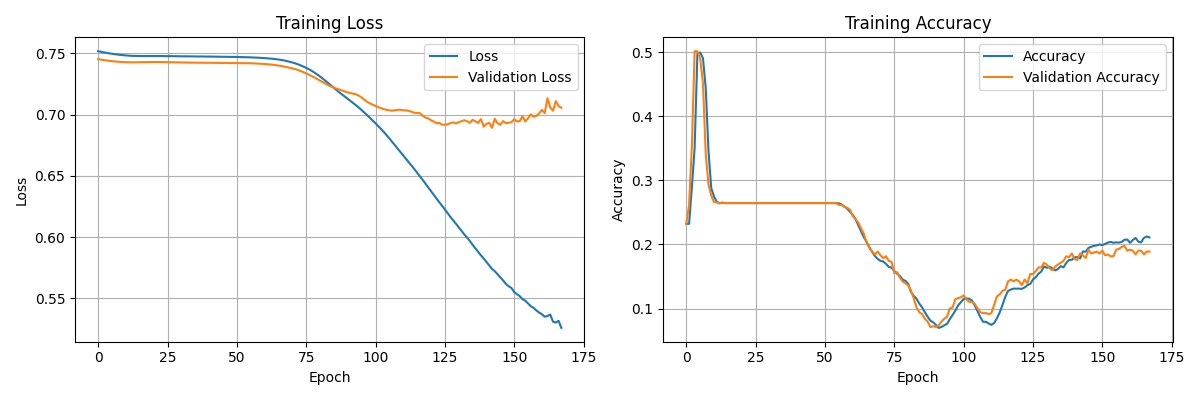 Training Loss
Loss
Validation Loss
0.75
0.70
0.65
0.60
0.55
Loss
0 25 50 75 100 125 150 175
Epoch
Training Accuracy
Accuracy
Validation Accuracy
0.5
0.4
0.3
0.2
0.1
Accuracy
0 25 50 75 100 125 150 175
Epoch